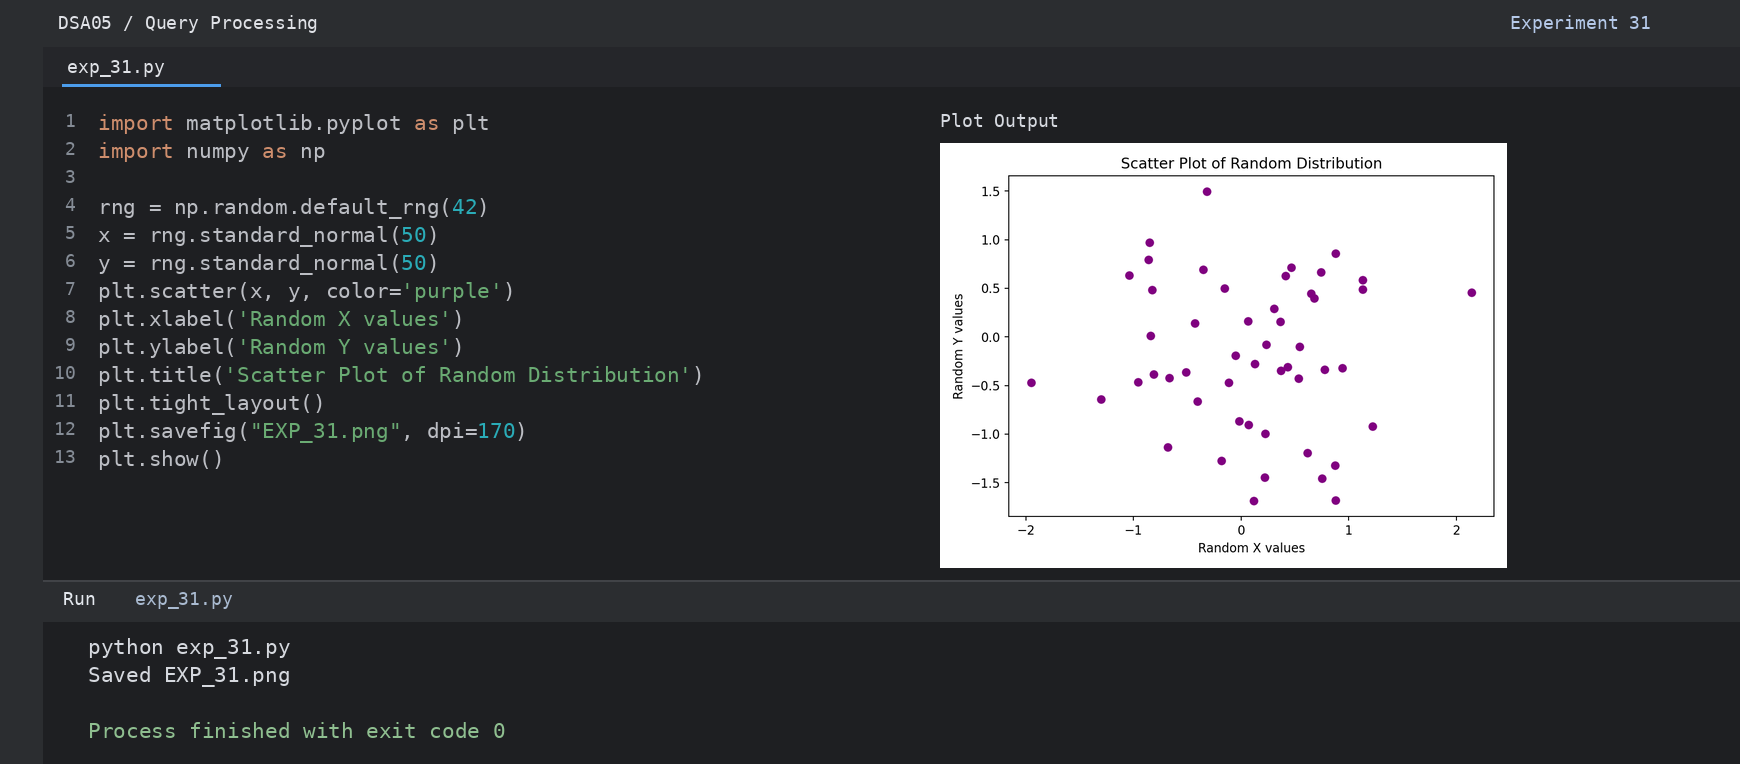 DSA05 / Query Processing
Experiment 31
exp_31.py
1 import matplotlib.pyplot as plt
2 import numpy as np
3
4 rng = np.random.default_rng(42)
5 x = rng.standard_normal(50)
6 y = rng.standard_normal(50)
7 plt.scatter(x, y, color='purple')
8 plt.xlabel('Random X values')
9 plt.ylabel('Random Y values')
10 plt.title('Scatter Plot of Random Distribution')
11 plt.tight_layout()
12 plt.savefig("EXP_31.png", dpi=170)
13 plt.show()
Plot Output
Scatter Plot of Random Distribution
Random Y values
1.5
1.0
0.5
0.0
−0.5
−1.0
−1.5
−2 −1 0 1 2
Random X values
Run exp_31.py
python exp_31.py
Saved EXP_31.png
Process finished with exit code 0